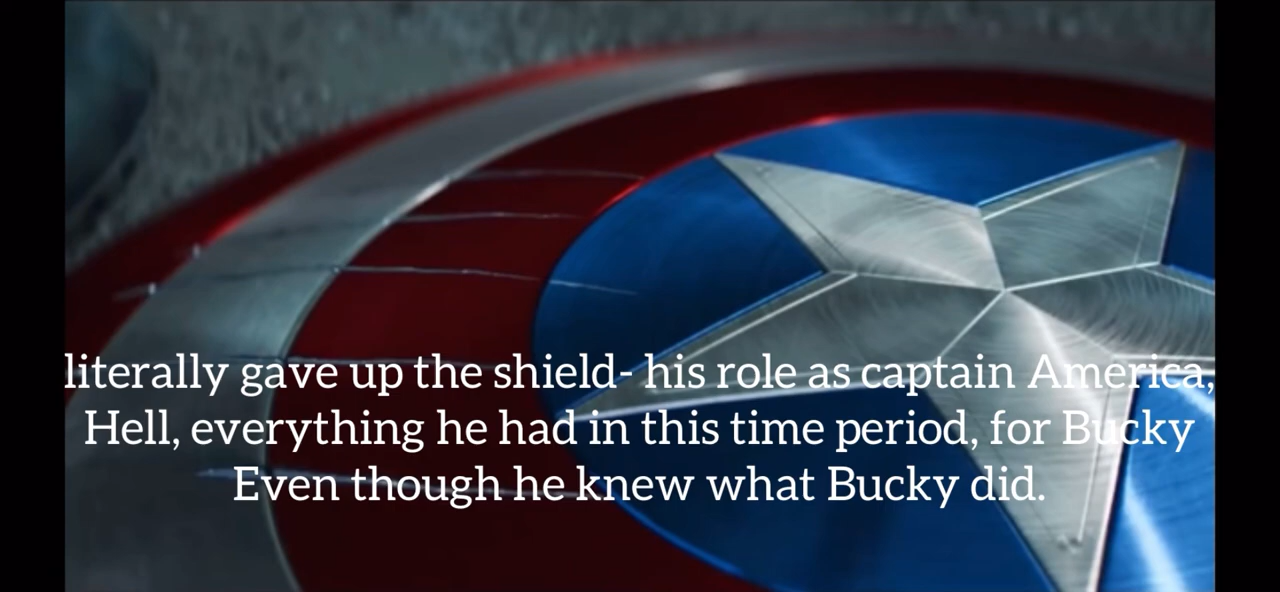 literally gave up the shield- his role as captain America,
Hell, everything he had in this time period, for Bucky
Even though he knew what Bucky did.